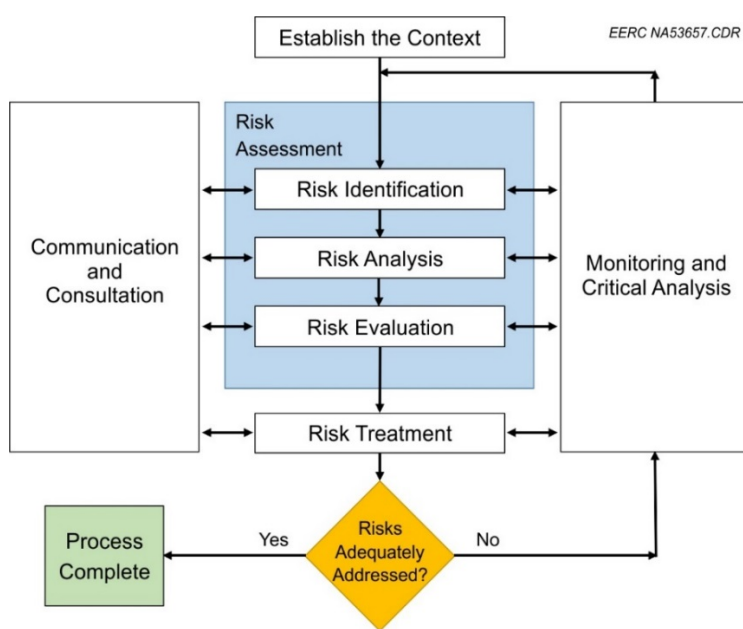 Establish the Context
EERC NA53657.CDR
Risk
Assessment
Risk Identification
Communication
and
Consultation
Risk Analysis
Monitoring and
Critical Analysis
Risk Evaluation
Risk Treatment
Risks
Adequately
Addressed?
Yes
No
Process
Complete